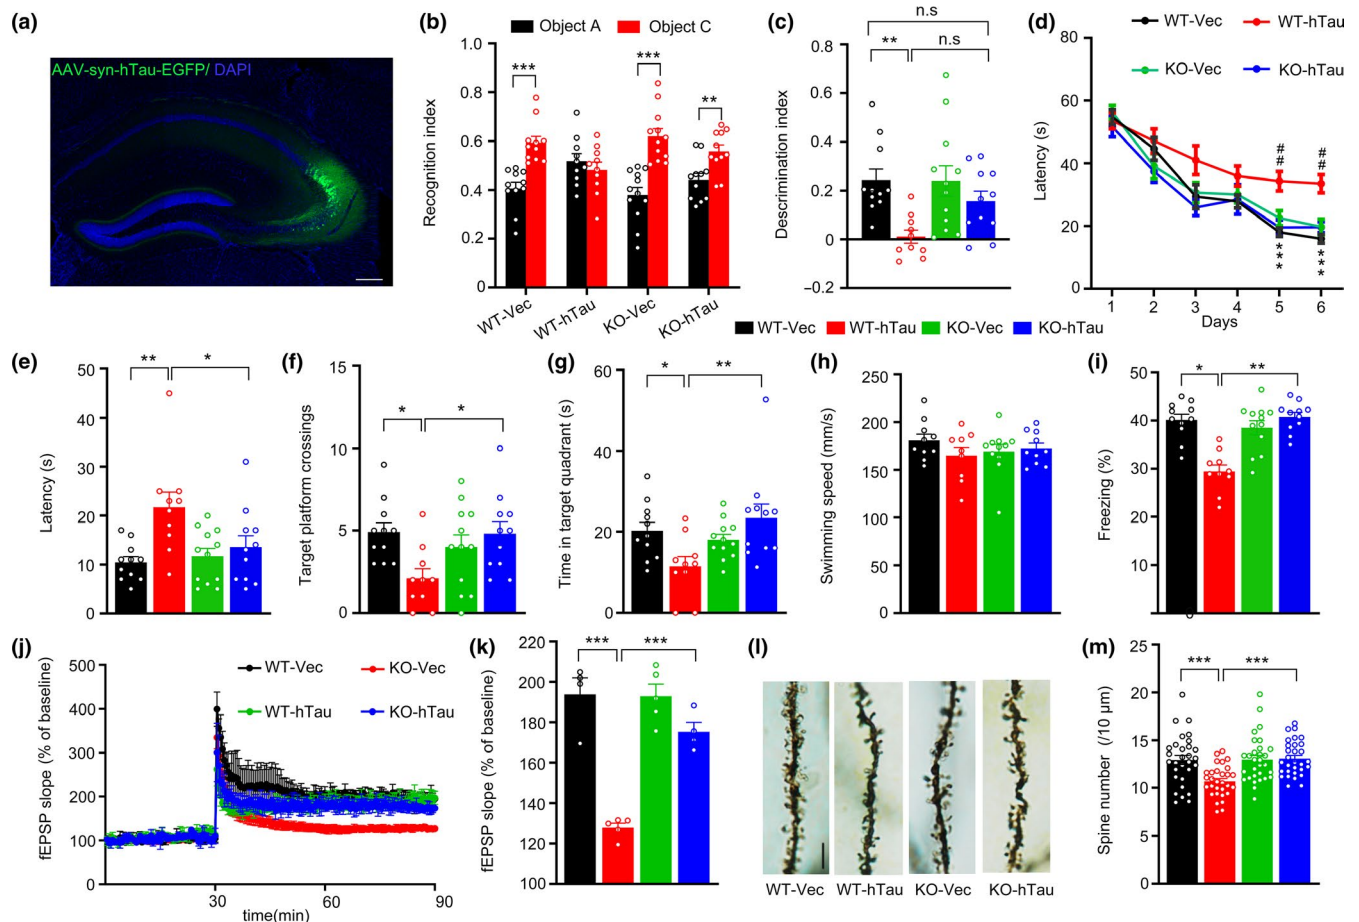 (a)
AAV-syn-hTau-EGFP/ DAPI
(b)
Object A Object C
Recognition index
1.0
0.8
0.6
0.4
0.2
0
*** *** **
WT-Vec WT-hTau KO-Vec KO-hTau
(c)
n.s
** n.s
Descrimination index
0.8
0.6
0.4
0.2
0
−0.2
(d)
WT-Vec WT-hTau
KO-Vec KO-hTau
Latency (s)
80
60
40
20
0
## ##
*** ***
1 2 3 4 5 6
Days
WT-Vec WT-hTau KO-Vec KO-hTau
(e)
** *
Latency (s)
50
40
30
20
10
0
(f)
* *
Target platform crossings
15
10
5
0
(g)
* **
Time in target quadrant (s)
60
40
20
0
(h)
Swimming speed (mm/s)
250
200
150
100
50
0
(i)
* **
Freezing (%)
50
40
30
20
10
0
(j)
WT-Vec KO-Vec
WT-hTau KO-hTau
fEPSP slope (% of baseline)
500
400
300
200
100
0
30 60 90
time(min)
(k)
*** ***
fEPSP slope (% of baseline)
220
200
180
160
140
120
100
(l)
WT-Vec WT-hTau KO-Vec KO-hTau
(m)
*** ***
Spine number (/10 μm)
25
20
15
10
5
0